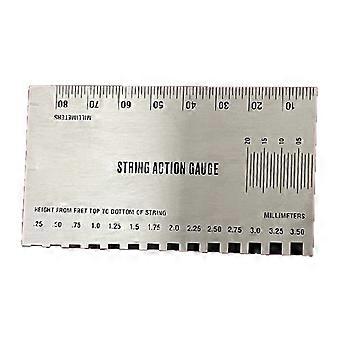 80 70 60 50 40 30 20 10
MILLIMETERS
20 15 10 05
STRING ACTION GAUGE
HEIGHT FROM FRET TOP TO BOTTOM OF STRING MILLIMETERS
.25 .50 .75 1.0 1.25 1.5 1.75 2.0 2.25 2.5 2.75 3.0 3.25 3.50